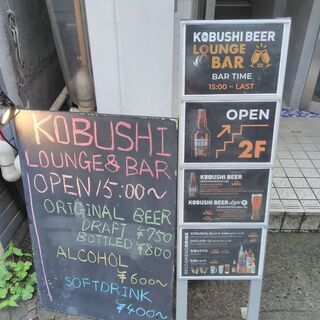 KOBUSHI
LOUNGE & BAR
OPEN 15:00～
ORIGINAL BEER
DRAFT ¥750
BOTTLED ¥800
ALCOHOL
¥600～
SOFTDRINK
¥400～
KOBUSHI BEER
LOUNGE
BAR
BAR TIME
15:00 ~ LAST
OPEN
2F
KOBUSHI BEER
KOBUSHI BEER light